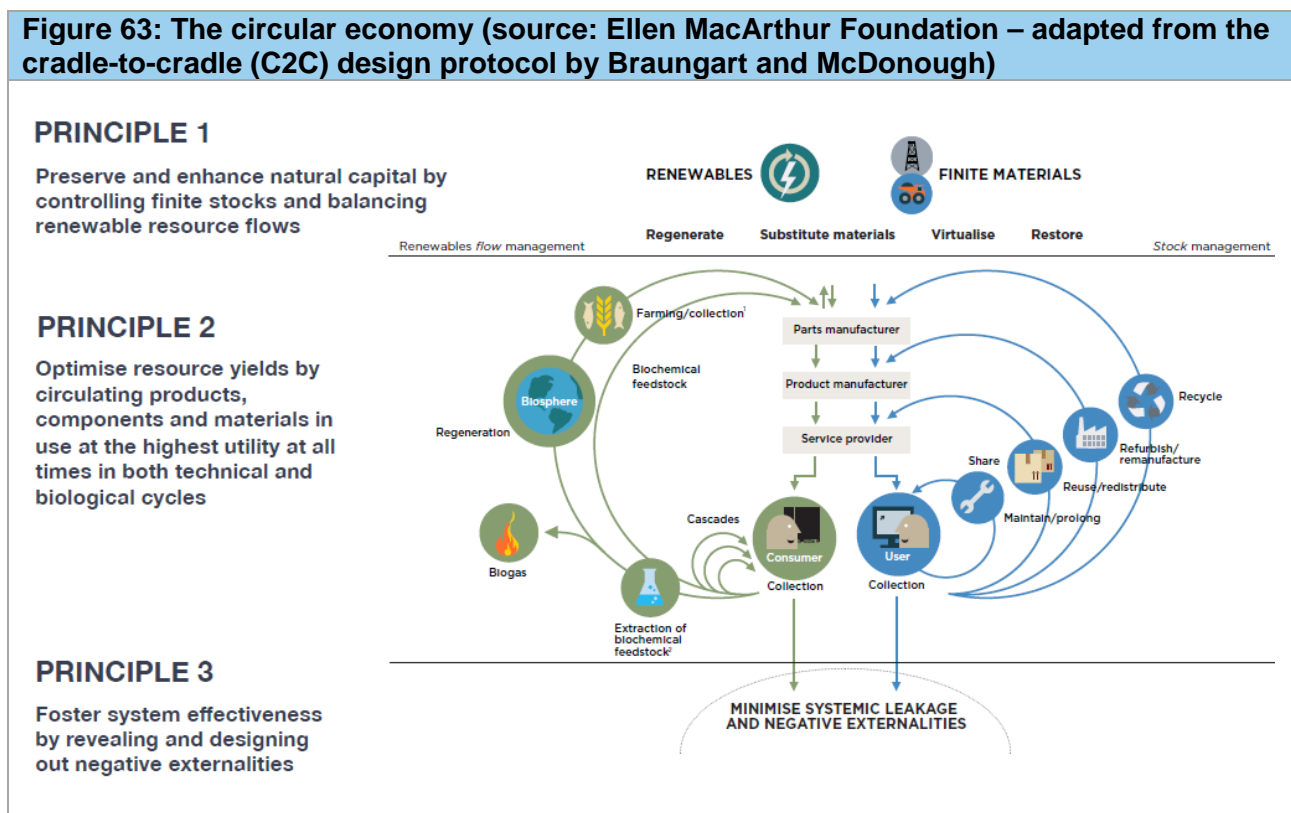 Figure 63: The circular economy (source: Ellen MacArthur Foundation – adapted from the
cradle-to-cradle (C2C) design protocol by Braungart and McDonough)
PRINCIPLE 1
Preserve and enhance natural capital by
controlling finite stocks and balancing
renewable resource flows
RENEWABLES
FINITE MATERIALS
Regenerate
Substitute materials
Virtualise
Restore
Renewables flow management
Stock management
PRINCIPLE 2
Optimise resource yields by
circulating products,
components and materials in
use at the highest utility at all
times in both technical and
biological cycles
Farming/collection¹
Parts manufacturer
Biochemical
feedstock
Product manufacturer
Biosphere
Recycle
Regeneration
Service provider
Refurbish/
remanufacture
Share
Reuse/redistribute
Maintain/prolong
Cascades
Consumer
User
Biogas
Collection
Collection
Extraction of
biochemical
feedstock²
PRINCIPLE 3
Foster system effectiveness
by revealing and designing
out negative externalities
MINIMISE SYSTEMIC LEAKAGE
AND NEGATIVE EXTERNALITIES